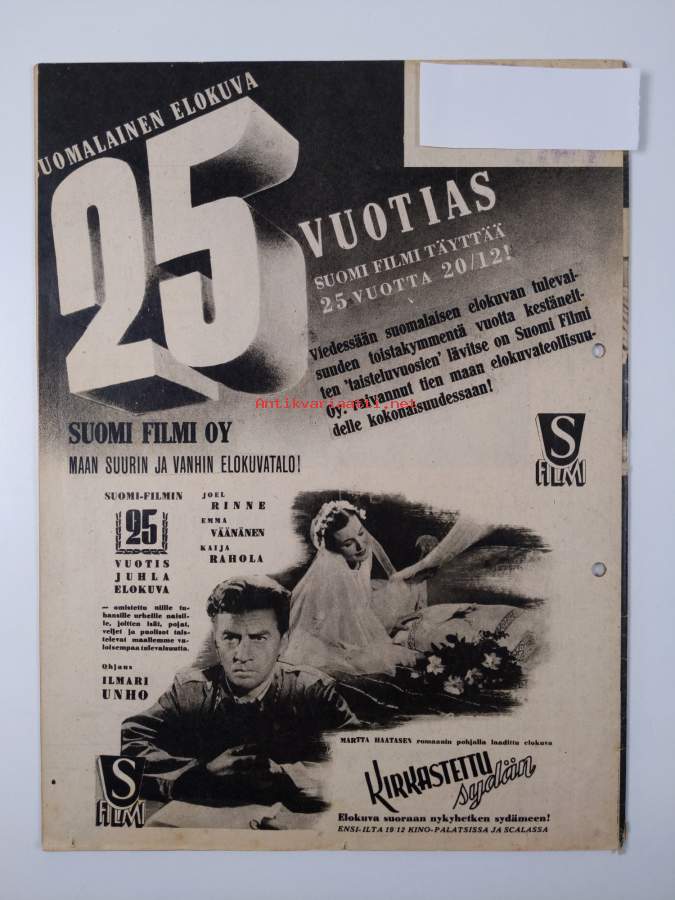 SUOMALAINEN ELOKUVA
25
VUOTIAS
SUOMI FILMI TÄYTTÄÄ
25 VUOTTA 20/12!
Viedessään suomalaisen elokuvan tulevai-
suuden toistakymmentä vuotta kestäneit-
ten 'taisteluvuosien' lävitse on Suomi Filmi
Oy. raivannut tien maan elokuvateollisuu-
delle kokonaisuudessaan!
Antikvariaatti.net
SUOMI FILMI OY
MAAN SUURIN JA VANHIN ELOKUVATALO!
S
FILMI
SUOMI-FILMIN
25
VUOTIS
JUHLA
ELOKUVA
JOEL
RINNE
EMMA
VÄÄNÄNEN
KAIJA
RAHOLA
— omistettu niille tu-
hansille urheille naisil-
le, joitten isät, pojat,
veljet ja puolisot tais-
televat maallemme va-
loisempaa tulevaisuutta.
Ohjaus
ILMARI
UNHO
MARTTA HAATASEN romaanin pohjalla laadittu elokuva
KIRKASTETTU
sydän
Elokuva suoraan nykyhetken sydämeen!
ENSI-ILTA 19/12 KINO-PALATSISSA JA SCALASSA
S
FILMI